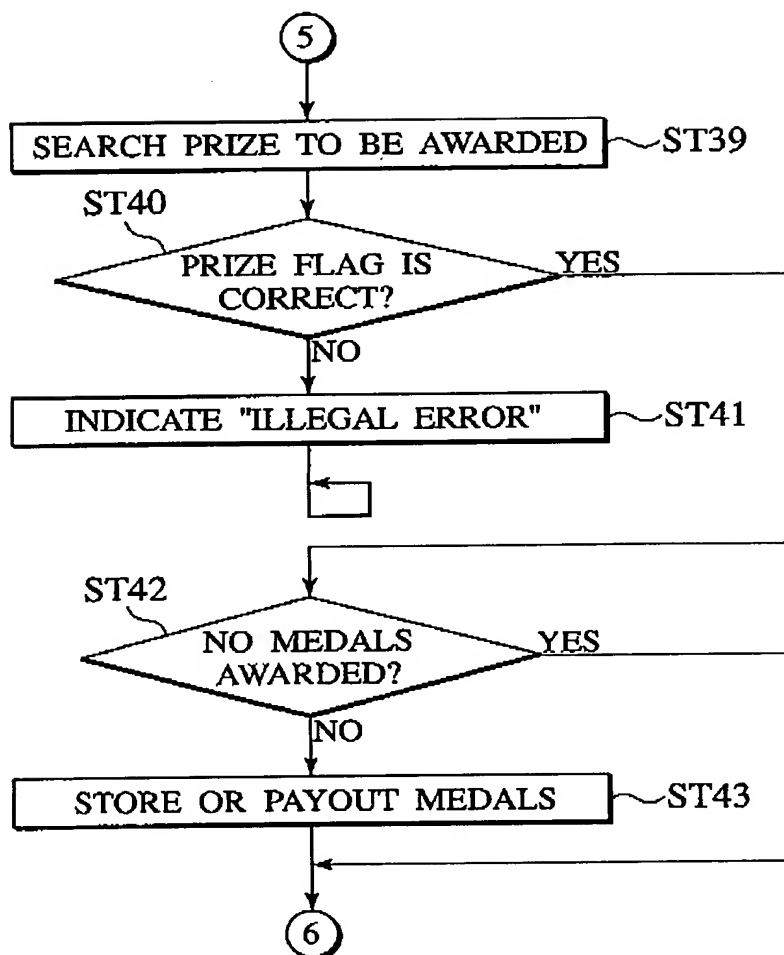 5
SEARCH PRIZE TO BE AWARDED
ST39
ST40
PRIZE FLAG IS
CORRECT?
YES
NO
INDICATE "ILLEGAL ERROR"
ST41
ST42
NO MEDALS
AWARDED?
YES
NO
STORE OR PAYOUT MEDALS
ST43
6